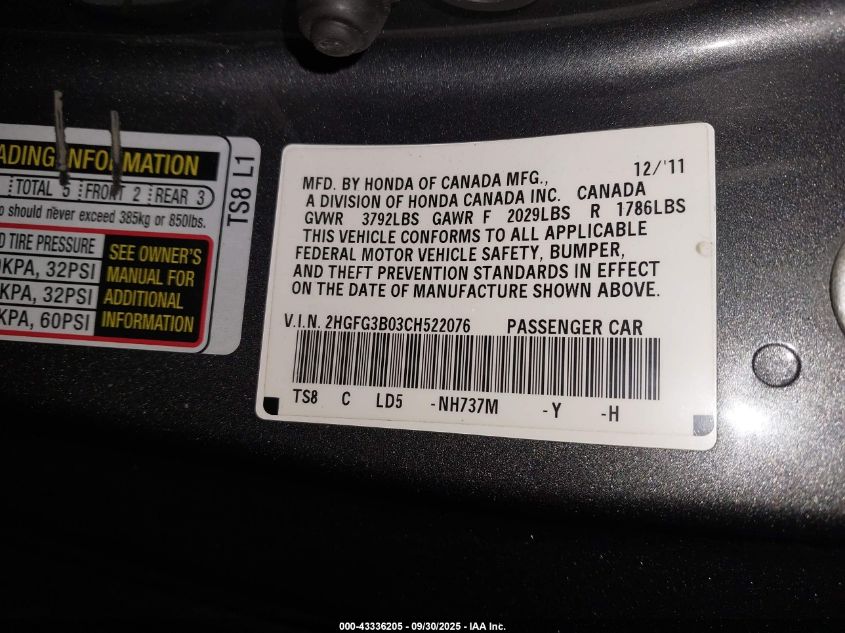 ADING INFORMATION
TOTAL 5 FRONT 2 REAR 3
o should never exceed 385kg or 850lbs.
D TIRE PRESSURE
0KPA, 32PSI
KPA, 32PSI
KPA, 60PSI
SEE OWNER'S
MANUAL FOR
ADDITIONAL
INFORMATION
TS8 L1
12/'11
MFD. BY HONDA OF CANADA MFG.,
A DIVISION OF HONDA CANADA INC. CANADA
GVWR 3792LBS GAWR F 2029LBS R 1786LBS
THIS VEHICLE CONFORMS TO ALL APPLICABLE
FEDERAL MOTOR VEHICLE SAFETY, BUMPER,
AND THEFT PREVENTION STANDARDS IN EFFECT
ON THE DATE OF MANUFACTURE SHOWN ABOVE.
V.I.N. 2HGFG3B03CH522076 PASSENGER CAR
TS8 C LD5 -NH737M -Y -H
000-43336205 - 09/30/2025 - IAA Inc.